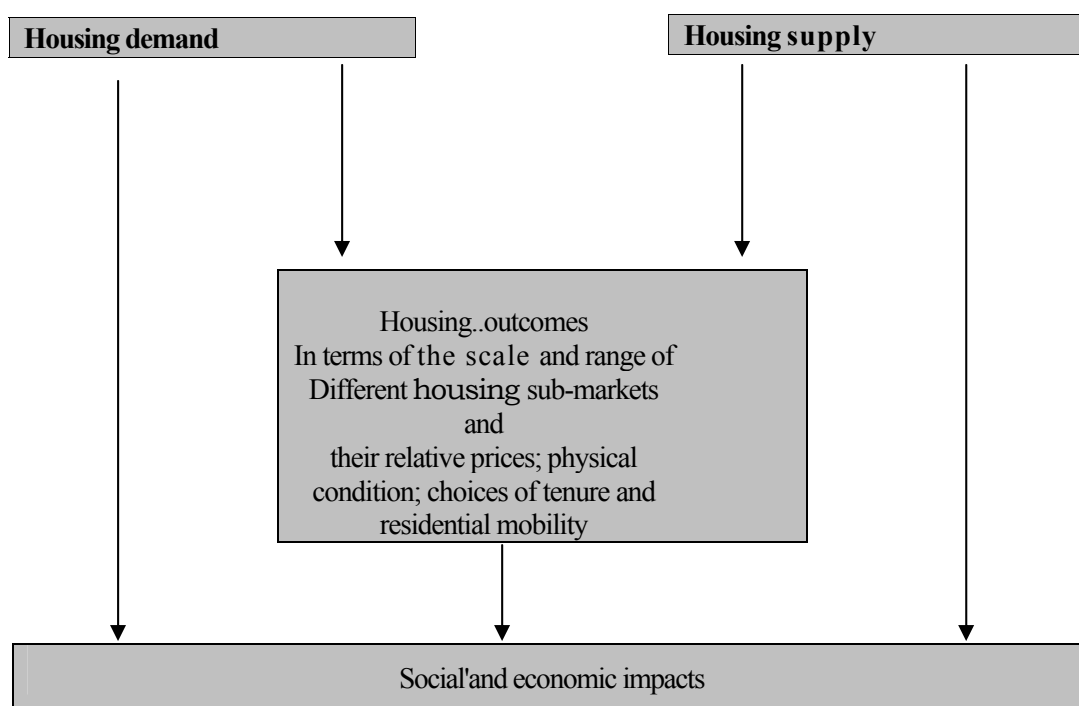 Housing demand
Housing supply
Housing..outcomes
In terms of the scale and range of
Different housing sub-markets
and
their relative prices; physical
condition; choices of tenure and
residential mobility
Social'and economic impacts